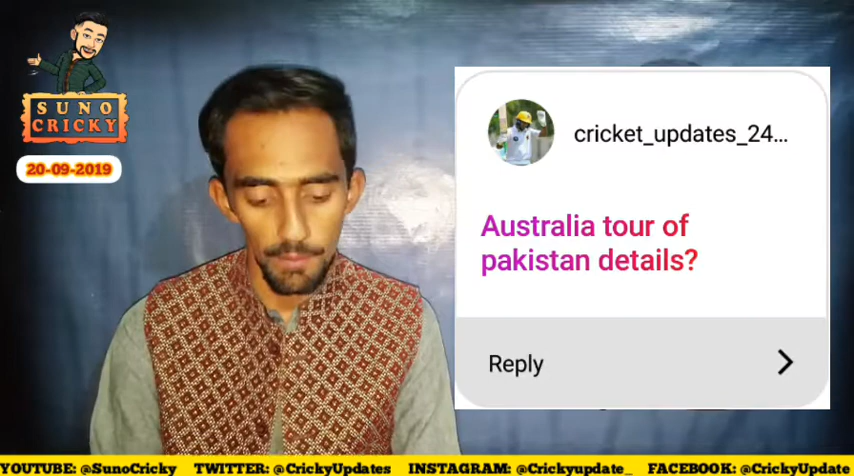 SUNO
CRICKY
20-09-2019
cricket_updates_24...
Australia tour of
pakistan details?
Reply
YOUTUBE: @SunoCricky TWITTER: @CrickyUpdates INSTAGRAM: @Crickyupdate_ FACEBOOK: @CrickyUpdate